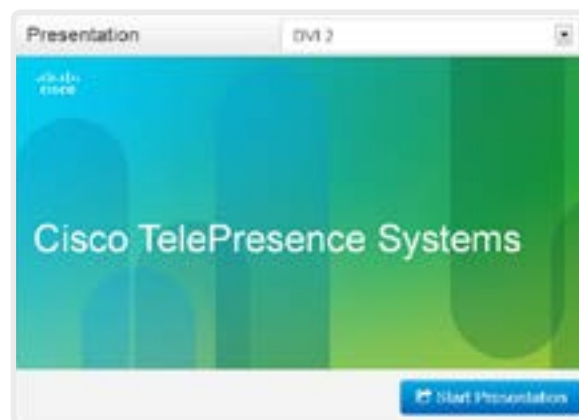 Presentation
DVI 2
CISCO
Cisco TelePresence Systems
Start Presentation